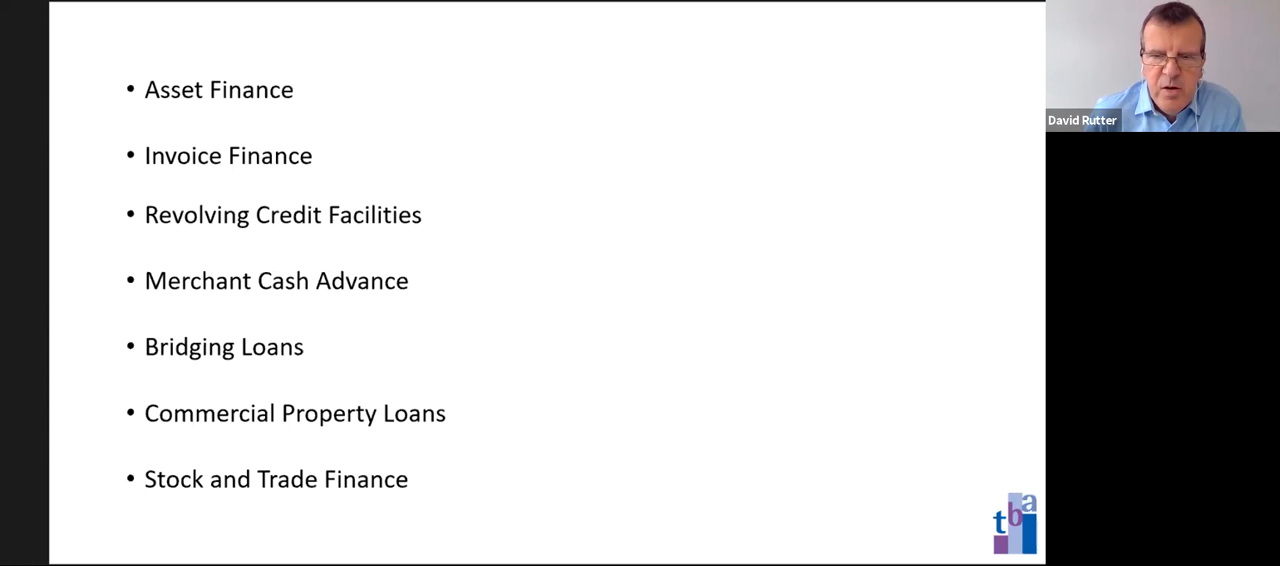 • Asset Finance
• Invoice Finance
• Revolving Credit Facilities
• Merchant Cash Advance
• Bridging Loans
• Commercial Property Loans
• Stock and Trade Finance
David Rutter
tba